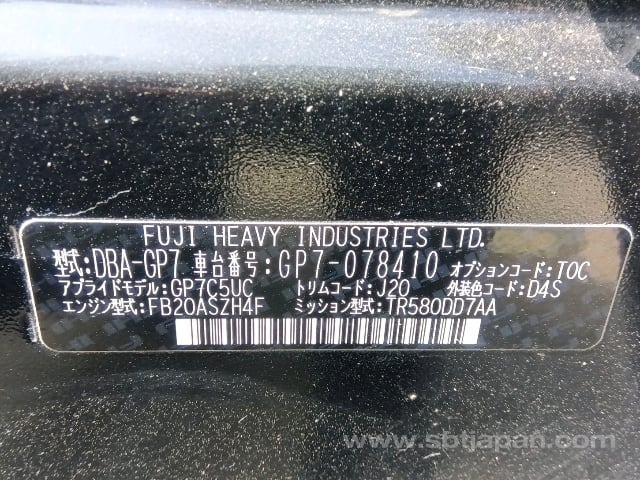 FUJI HEAVY INDUSTRIES LTD.
型式:DBA-GP7 車台番号:GP7-078410 オプションコード:TOC
アプライドモデル:GP7C5UC トリムコード:J20 外装色コード:D4S
エンジン型式:FB20ASZH4F ミッション型式:TR580DD7AA
www.sbtjapan.com